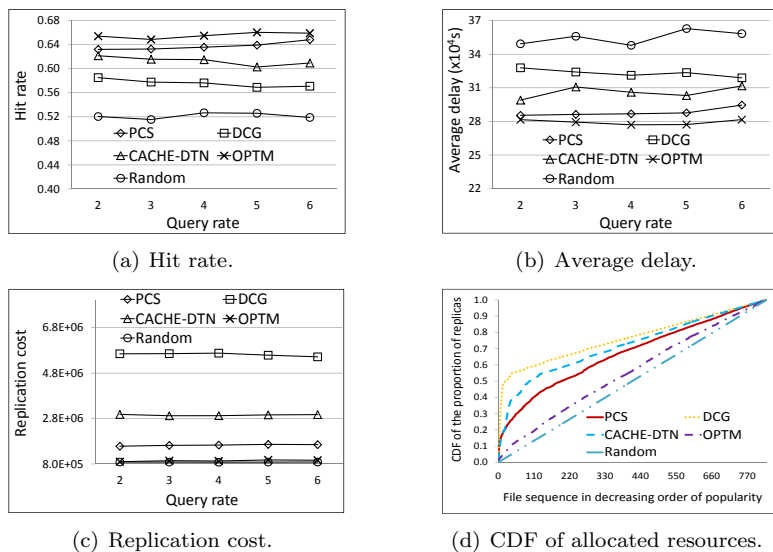 0.68
0.64
0.60
0.56
0.52
0.48
0.44
0.40
Hit rate
PCS
DCG
CACHE-DTN
OPTM
Random
2 3 4 5 6
Query rate
(a) Hit rate.
37
34
31
28
25
22
Average delay (x10⁴s)
PCS
DCG
CACHE-DTN
OPTM
Random
2 3 4 5 6
Query rate
(b) Average delay.
PCS
DCG
CACHE-DTN
OPTM
Random
6.8E+06
4.8E+06
2.8E+06
8.0E+05
Replication cost
2 3 4 5 6
Query rate
(c) Replication cost.
1.0
0.9
0.8
0.7
0.6
0.5
0.4
0.3
0.2
0.1
0.0
CDF of the proportion of replicas
PCS
DCG
CACHE-DTN
OPTM
Random
0 110 220 330 440 550 660 770
File sequence in decreasing order of popularity
(d) CDF of allocated resources.